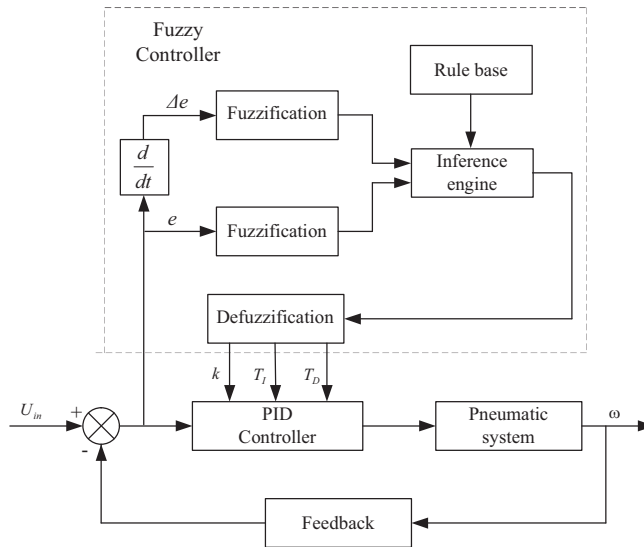 Fuzzy
Controller
Rule base
Δe
Fuzzification
d
dt
Inference
engine
e
Fuzzification
Defuzzification
k
T_I
T_D
U_in
+
PID
Controller
Pneumatic
system
ω
-
Feedback